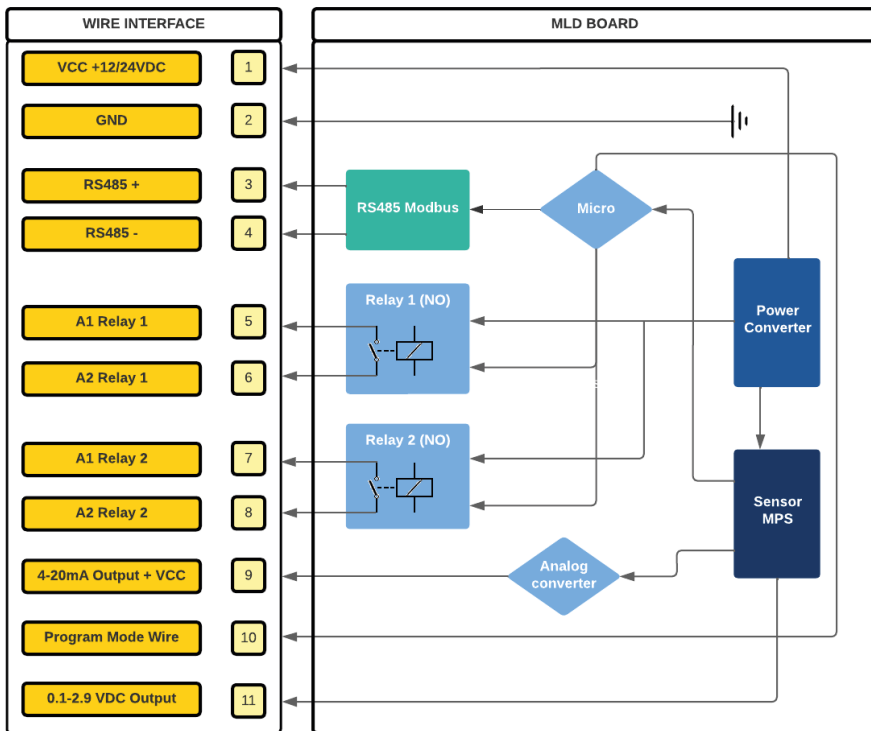 WIRE INTERFACE
MLD BOARD
VCC +12/24VDC
1
GND
2
RS485 +
3
RS485 -
4
RS485 Modbus
Micro
A1 Relay 1
5
A2 Relay 1
6
Relay 1 (NO)
Power
Converter
A1 Relay 2
7
A2 Relay 2
8
Relay 2 (NO)
Sensor
MPS
4-20mA Output + VCC
9
Analog
converter
Program Mode Wire
10
0.1-2.9 VDC Output
11